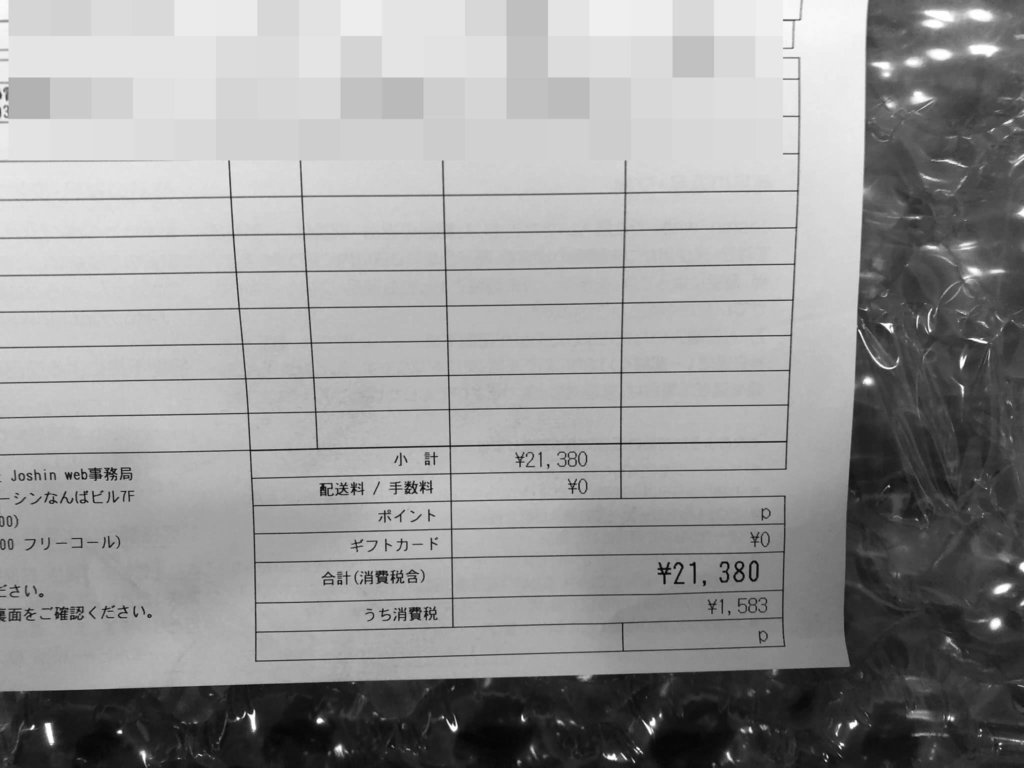 Joshin web事務局
ーシンなんばビル7F
00)
00 フリーコール)
ださい。
裏面をご確認ください。
小 計 ¥21,380
配送料 / 手数料 ¥0
ポイント p
ギフトカード ¥0
合計(消費税含) ¥21,380
うち消費税 ¥1,583
p